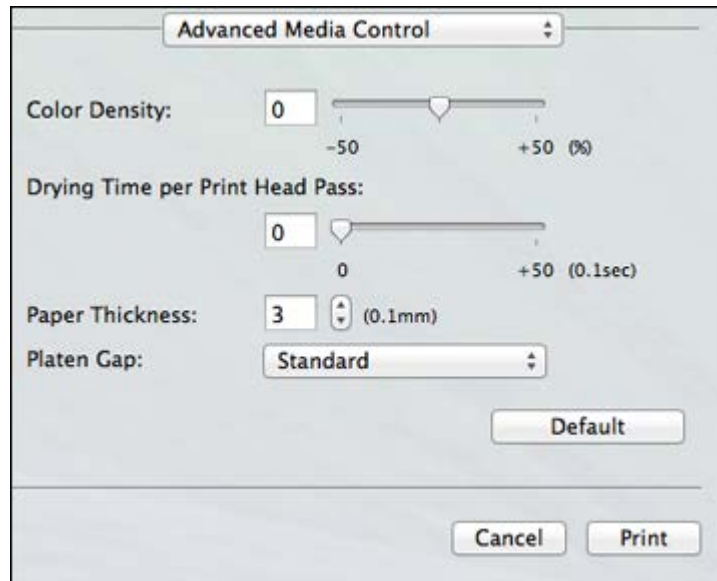 Advanced Media Control
Color Density: 0
-50 +50 (%)
Drying Time per Print Head Pass:
0
0 +50 (0.1sec)
Paper Thickness: 3 (0.1mm)
Platen Gap: Standard
Default
Cancel Print